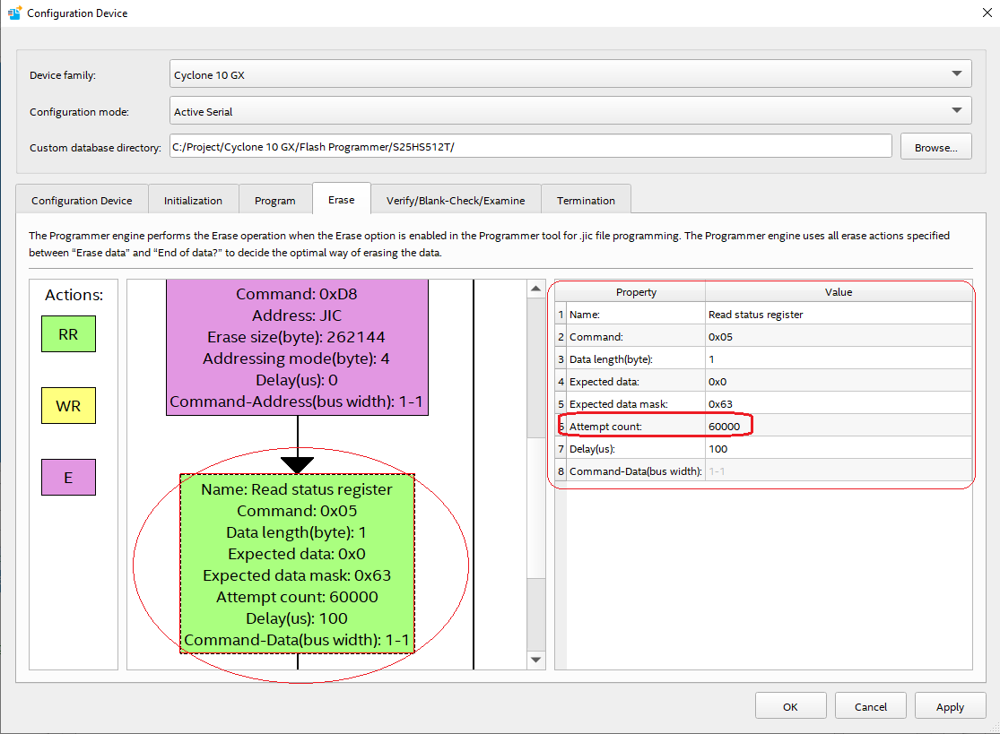 Configuration Device
Device family:
Cyclone 10 GX
Configuration mode:
Active Serial
Custom database directory:
C:/Project/Cyclone 10 GX/Flash Programmer/S25HS512T/
Browse...
Configuration Device
Initialization
Program
Erase
Verify/Blank-Check/Examine
Termination
The Programmer engine performs the Erase operation when the Erase option is enabled in the Programmer tool for .jic file programming. The Programmer engine uses all erase actions specified
between “Erase data” and “End of data?” to decide the optimal way of erasing the data.
Actions:
RR
WR
E
Command: 0xD8
Address: JIC
Erase size(byte): 262144
Addressing mode(byte): 4
Delay(us): 0
Command-Address(bus width): 1-1
Name: Read status register
Command: 0x05
Data length(byte): 1
Expected data: 0x0
Expected data mask: 0x63
Attempt count: 60000
Delay(us): 100
Command-Data(bus width): 1-1
Property Value
1 Name: Read status register
2 Command: 0x05
3 Data length(byte): 1
4 Expected data: 0x0
5 Expected data mask: 0x63
6 Attempt count: 60000
7 Delay(us): 100
8 Command-Data(bus width): 1-1
OK
Cancel
Apply